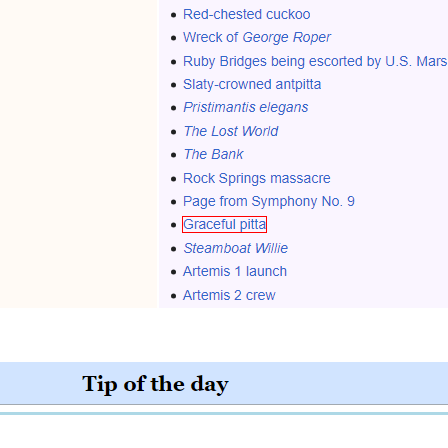 Red-chested cuckoo
Wreck of George Roper
Ruby Bridges being escorted by U.S. Mars
Slaty-crowned antpitta
Pristimantis elegans
The Lost World
The Bank
Rock Springs massacre
Page from Symphony No. 9
Graceful pitta
Steamboat Willie
Artemis 1 launch
Artemis 2 crew
Tip of the day